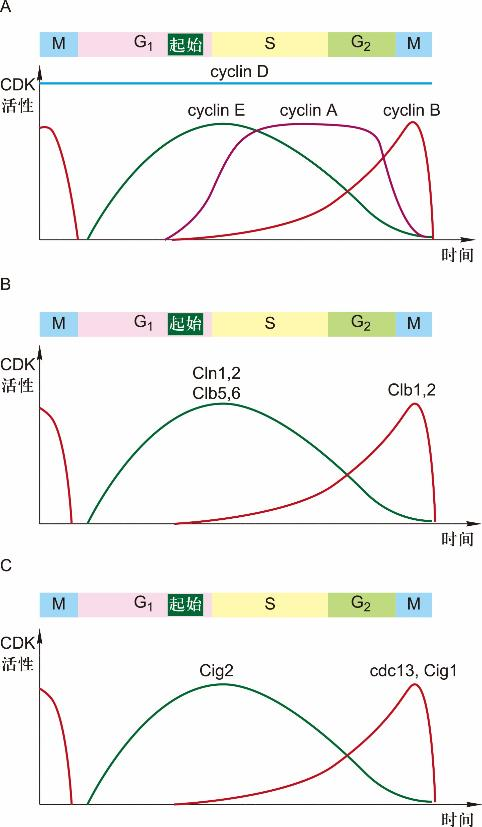 A
M G₁ 起始 S G₂ M
CDK
活性
cyclin D
cyclin E cyclin A cyclin B
时间
B
M G₁ 起始 S G₂ M
CDK
活性
Cln1,2
Clb5,6
Clb1,2
时间
C
M G₁ 起始 S G₂ M
CDK
活性
Cig2 cdc13, Cig1
时间